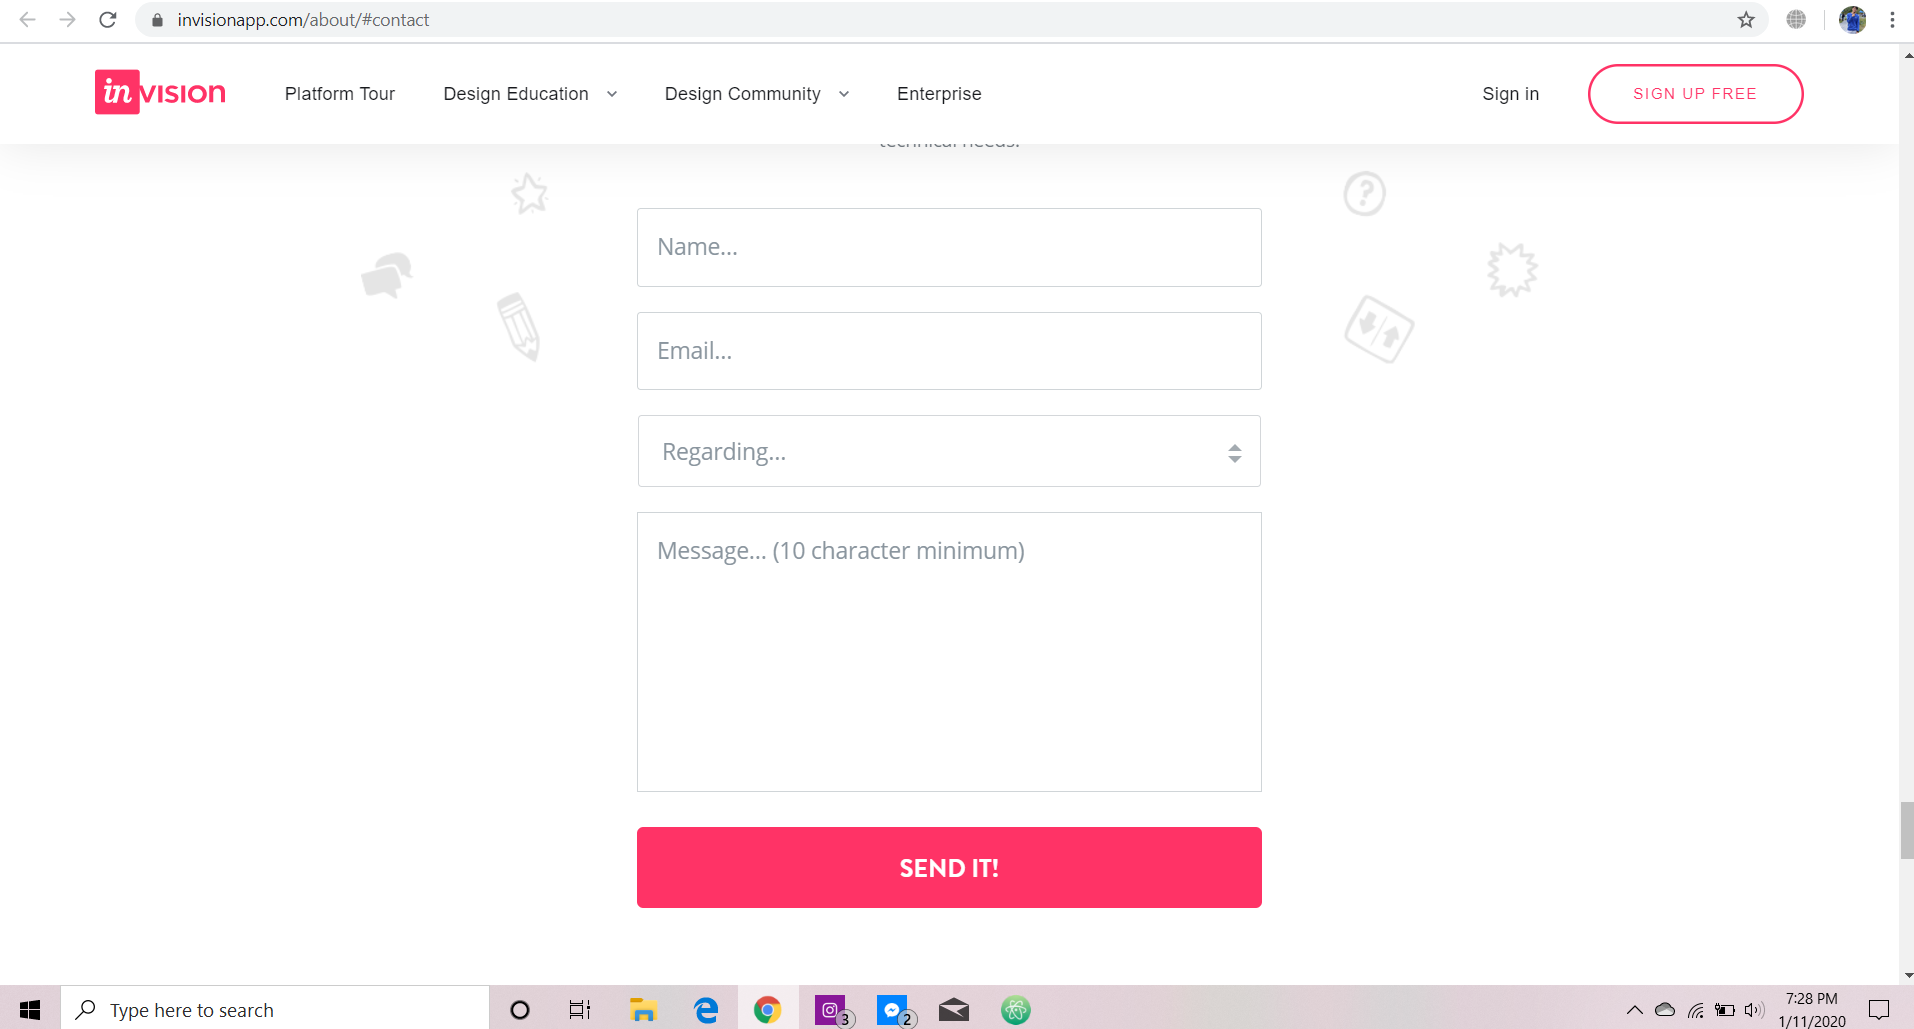 invisionapp.com/about/#contact
invision
Platform Tour
Design Education
Design Community
Enterprise
Sign in
SIGN UP FREE
technical needs.
Name...
Email...
Regarding...
Message... (10 character minimum)
SEND IT!
Type here to search
3
2
7:28 PM
1/11/2020